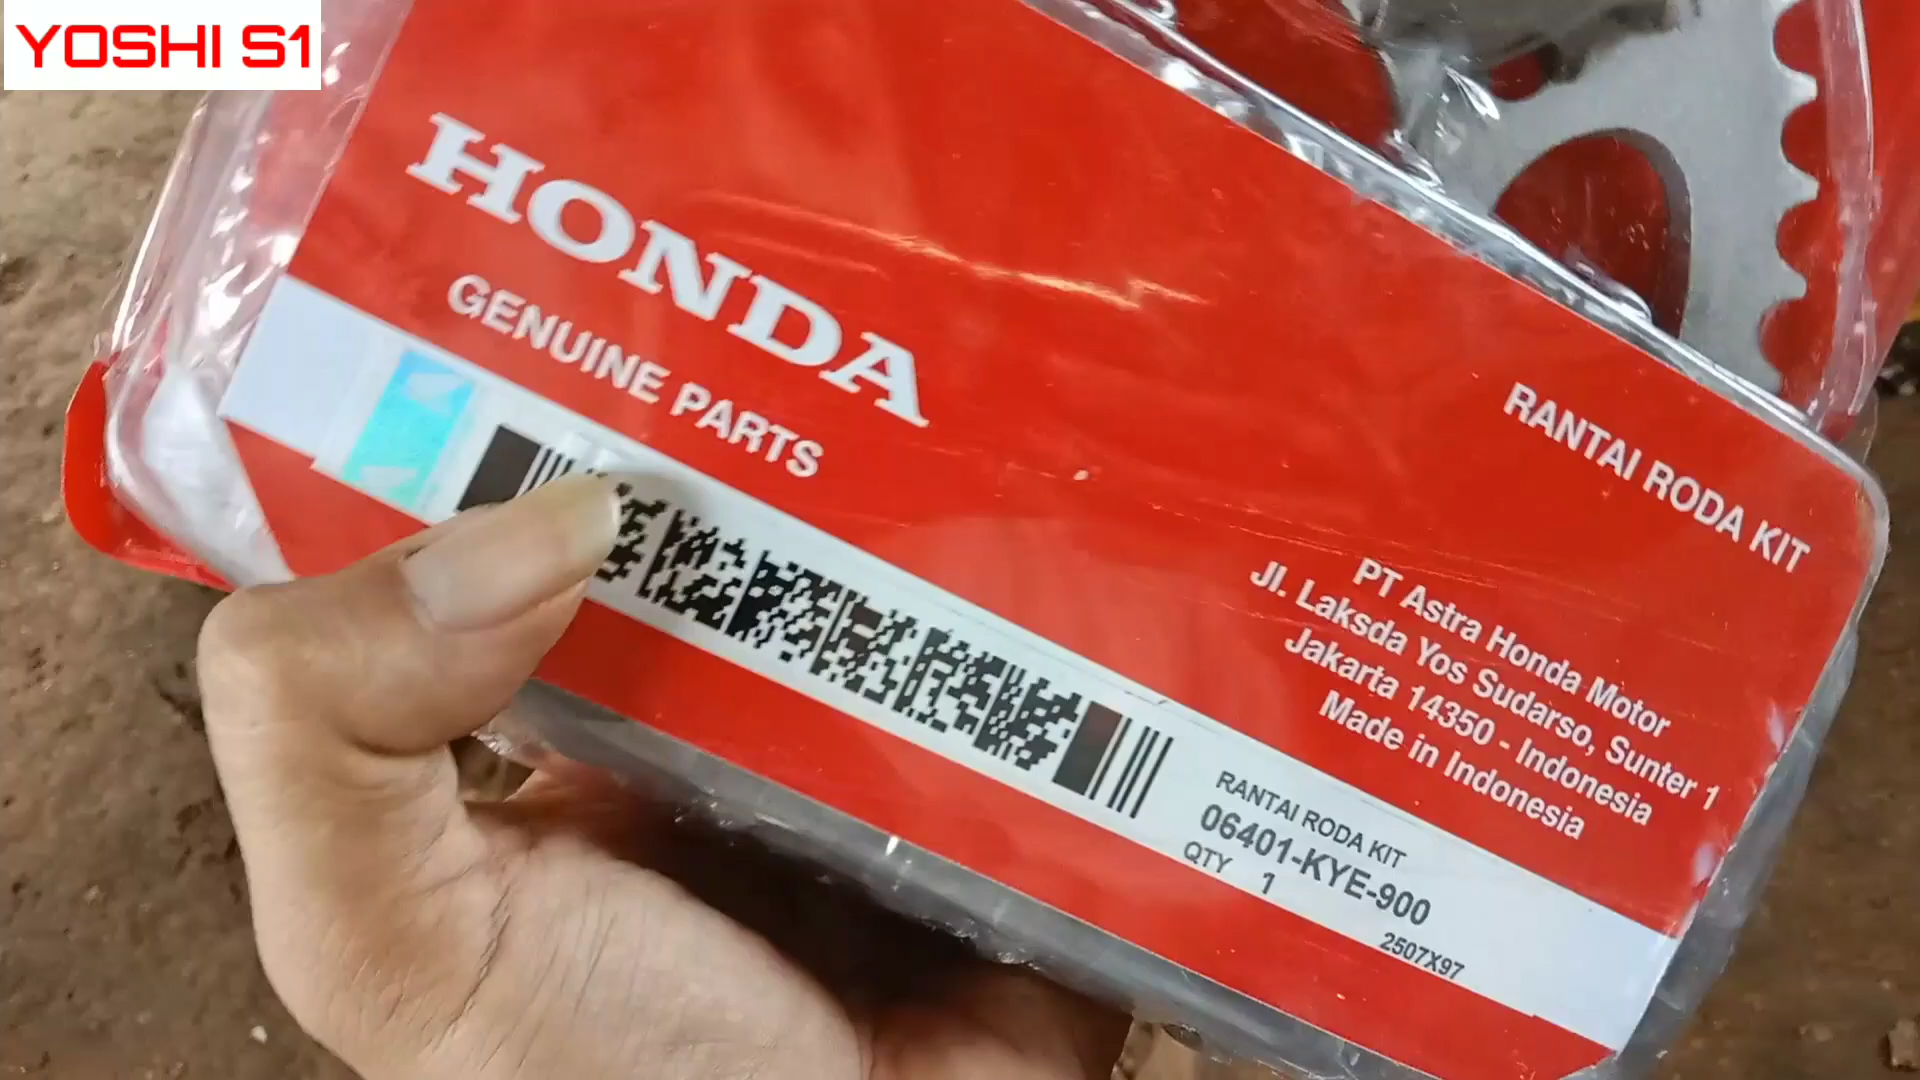 YOSHI S1
HONDA
GENUINE PARTS
RANTAI RODA KIT
PT Astra Honda Motor
Jl. Laksda Yos Sudarso, Sunter 1
Jakarta 14350 - Indonesia
Made in Indonesia
RANTAI RODA KIT
06401-KYE-900
QTY 1
2507X97